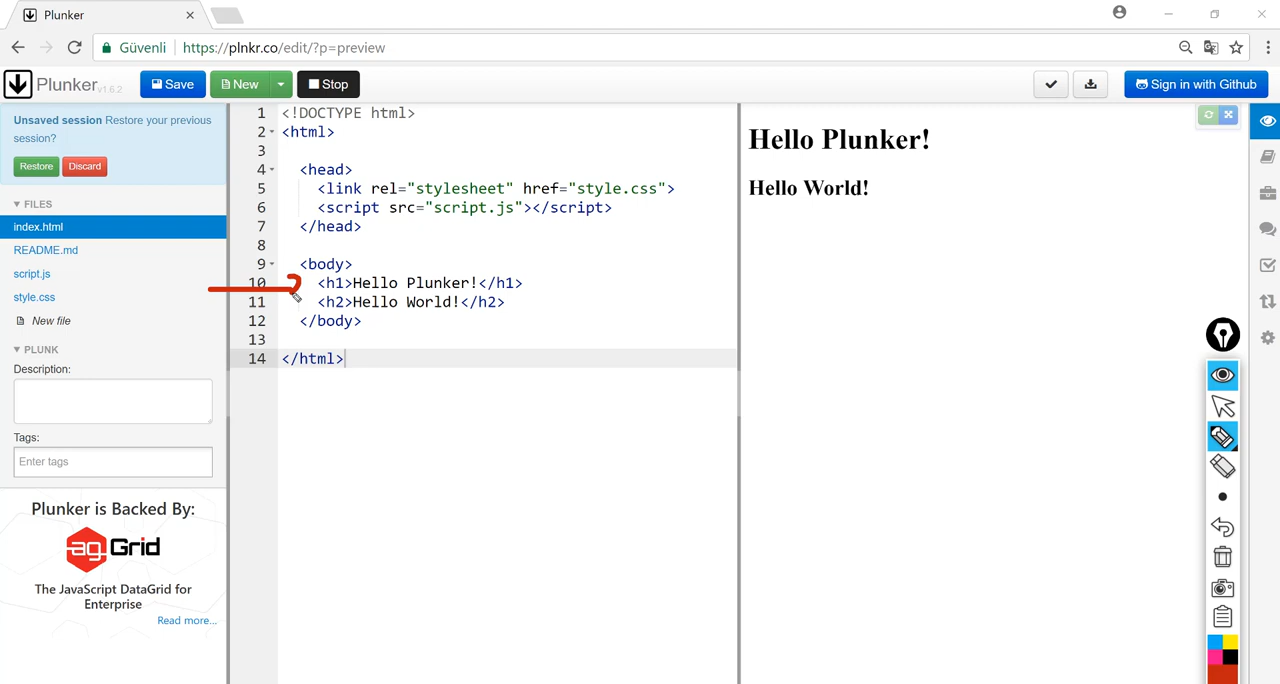 Plunker
Güvenli
https://plnkr.co/edit/?p=preview
Plunker v1.6.2
Save
New
Stop
Sign in with Github
Unsaved session Restore your previous
session?
Restore
Discard
FILES
index.html
README.md
script.js
style.css
New file
PLUNK
Description:
Tags:
Enter tags
Plunker is Backed By:
ag Grid
The JavaScript DataGrid for
Enterprise
Read more...
1 <!DOCTYPE html>
2 <html>
3
4 <head>
5 <link rel="stylesheet" href="style.css">
6 <script src="script.js"></script>
7 </head>
8
9 <body>
10 <h1>Hello Plunker!</h1>
11 <h2>Hello World!</h2>
12 </body>
13
14 </html>
Hello Plunker!
Hello World!